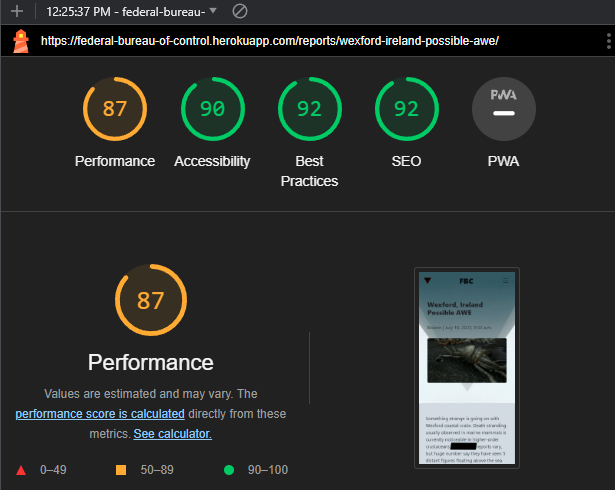 12:25:37 PM - federal-bureau-
https://federal-bureau-of-control.herokuapp.com/reports/wexford-ireland-possible-awe/
87
90
92
92
PWA
Performance
Accessibility
Best
Practices
SEO
PWA
87
Performance
Values are estimated and may vary. The
performance score is calculated directly from these
metrics. See calculator.
0–49
50–89
90–100
FBC
Wexford, Ireland
Possible AWE
Something strange is going on with
Wexford coastal crabs. Death stranding
usually observed in marine mammals is
currently noticeable in higher-order
crustaceans. reports vary,
but huge number say they have seen 5
distant figures floating above the sea.